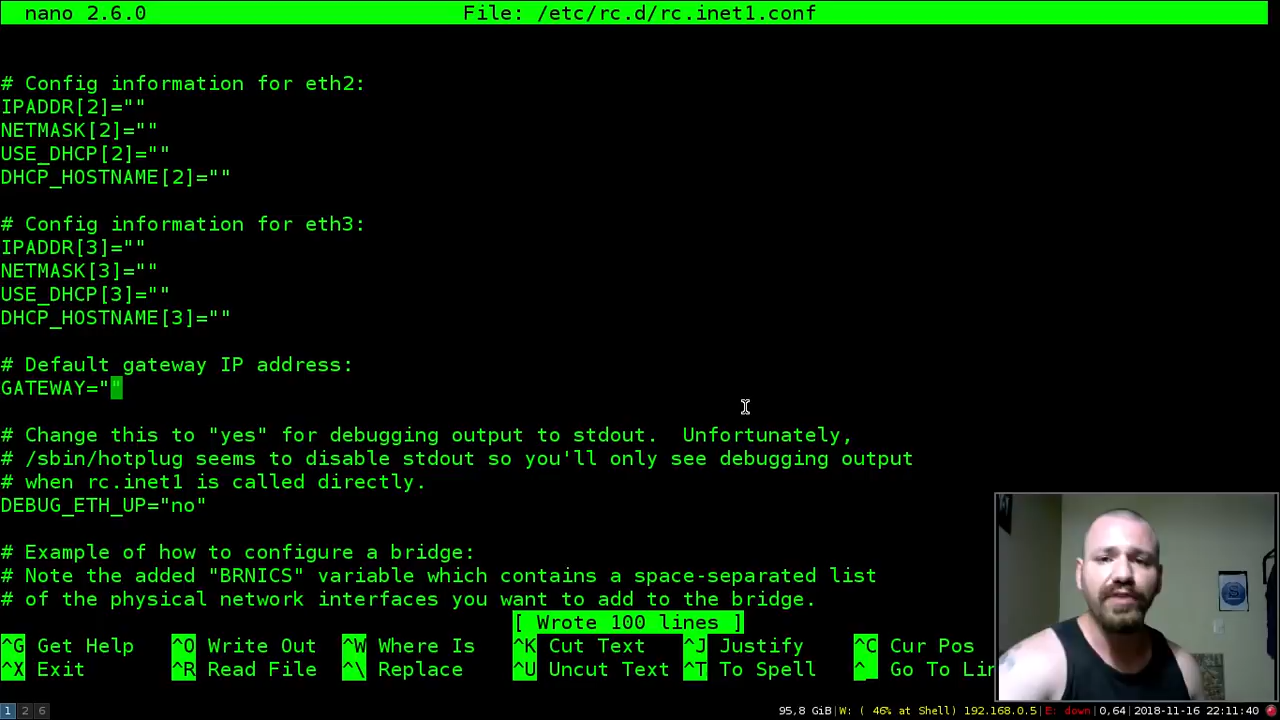 nano 2.6.0 File: /etc/rc.d/rc.inet1.conf
# Config information for eth2:
IPADDR[2]=""
NETMASK[2]=""
USE_DHCP[2]=""
DHCP_HOSTNAME[2]=""
# Config information for eth3:
IPADDR[3]=""
NETMASK[3]=""
USE_DHCP[3]=""
DHCP_HOSTNAME[3]=""
# Default gateway IP address:
GATEWAY=""
# Change this to "yes" for debugging output to stdout.  Unfortunately,
# /sbin/hotplug seems to disable stdout so you'll only see debugging output
# when rc.inet1 is called directly.
DEBUG_ETH_UP="no"
# Example of how to configure a bridge:
# Note the added "BRNICS" variable which contains a space-separated list
# of the physical network interfaces you want to add to the bridge.
[ Wrote 100 lines ]
^G Get Help ^O Write Out ^W Where Is ^K Cut Text ^J Justify ^C Cur Pos
^X Exit ^R Read File ^\ Replace ^U Uncut Text ^T To Spell ^_ Go To Lin
1 2 6 95,8 GiB|W: ( 46% at Shell) 192.168.0.5|E: down|0,64|2018-11-16 22:11:40